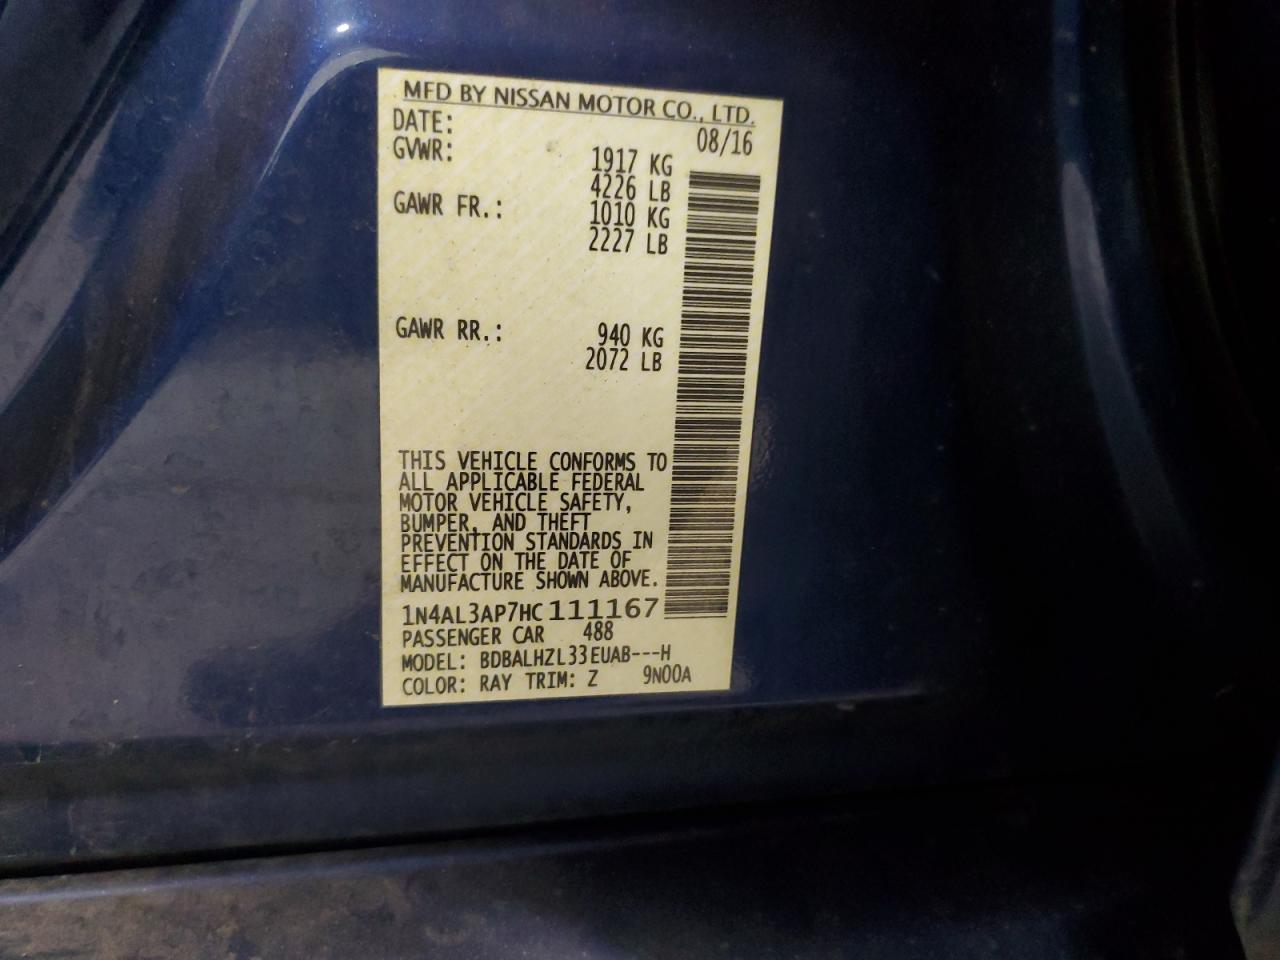 MFD BY NISSAN MOTOR CO., LTD.
DATE: 08/16
GVWR: 1917 KG
4226 LB
GAWR FR.: 1010 KG
2227 LB
GAWR RR.: 940 KG
2072 LB
THIS VEHICLE CONFORMS TO
ALL APPLICABLE FEDERAL
MOTOR VEHICLE SAFETY,
BUMPER, AND THEFT
PREVENTION STANDARDS IN
EFFECT ON THE DATE OF
MANUFACTURE SHOWN ABOVE.
1N4AL3AP7HC111167
PASSENGER CAR 488
MODEL: BDBALHZL33EUAB---H
COLOR: RAY TRIM: Z 9N00A